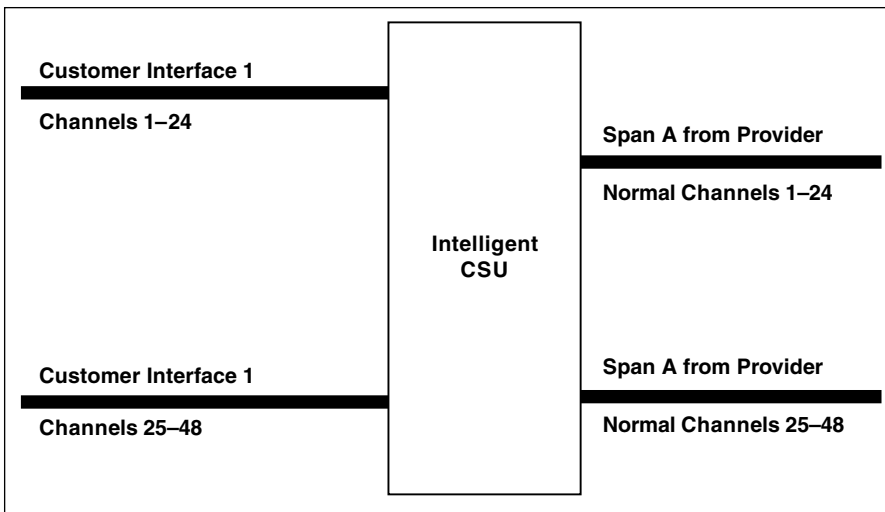 Customer Interface 1
Channels 1–24
Span A from Provider
Normal Channels 1–24
Intelligent
CSU
Customer Interface 1
Channels 25–48
Span A from Provider
Normal Channels 25–48